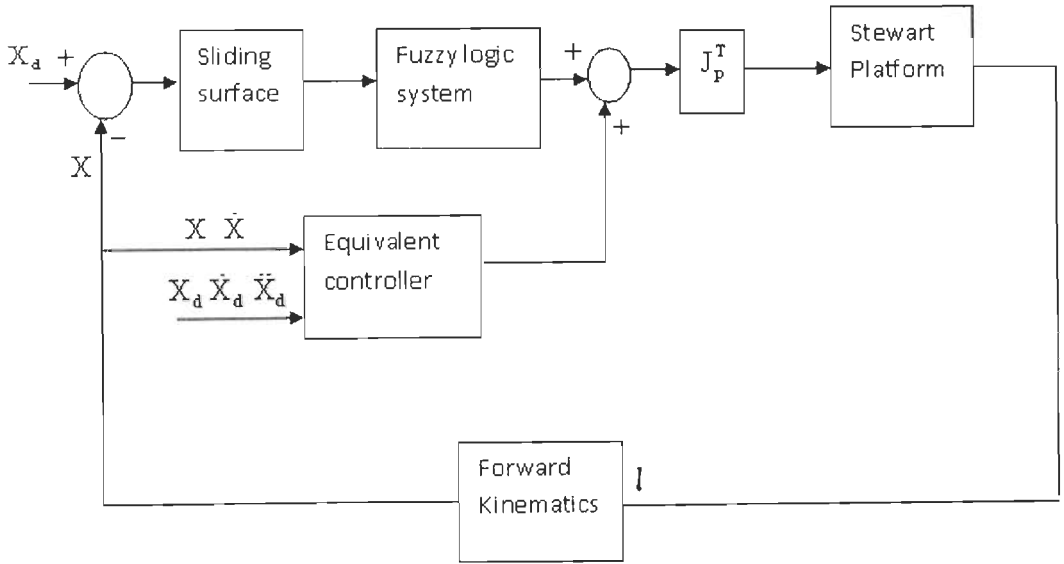 X_d +
−
X
Sliding
surface
Fuzzy logic
system
+
+
J_p^T
Stewart
Platform
X Ẋ
X_d Ẋ_d Ẍ_d
Equivalent
controller
Forward
Kinematics
l